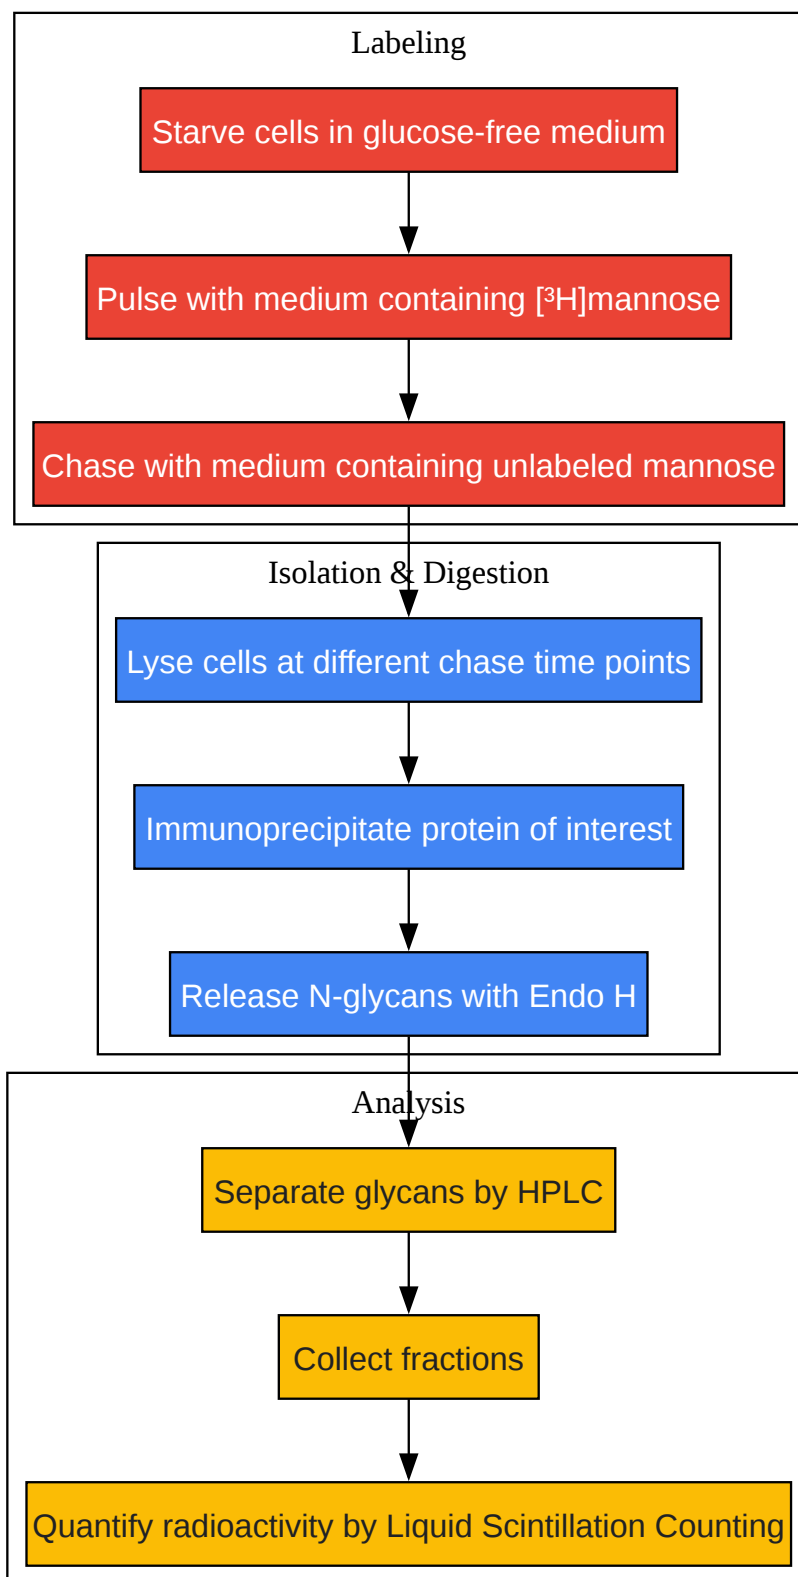 Labeling
Starve cells in glucose-free medium
Pulse with medium containing [³H]mannose
Chase with medium containing unlabeled mannose
Isolation & Digestion
Lyse cells at different chase time points
Immunoprecipitate protein of interest
Release N-glycans with Endo H
Analysis
Separate glycans by HPLC
Collect fractions
Quantify radioactivity by Liquid Scintillation Counting